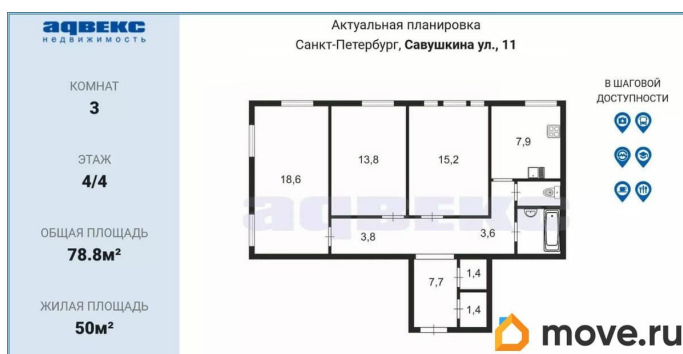 адвекс
недвижимость
КОМНАТ
3
ЭТАЖ
4/4
ОБЩАЯ ПЛОЩАДЬ
78.8м²
ЖИЛАЯ ПЛОЩАДЬ
50м²
Актуальная планировка
Санкт-Петербург, Савушкина ул., 11
В ШАГОВОЙ
ДОСТУПНОСТИ
7,9
13,8
15,2
18,6
адвекс
3,8
3,6
7,7
1,4
1,4
move.ru